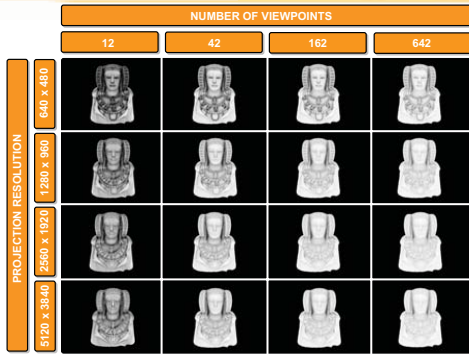 NUMBER OF VIEWPOINTS
12 42 162 642
PROJECTION RESOLUTION
640 x 480
1280 x 960
2560 x 1920
5120 x 3840